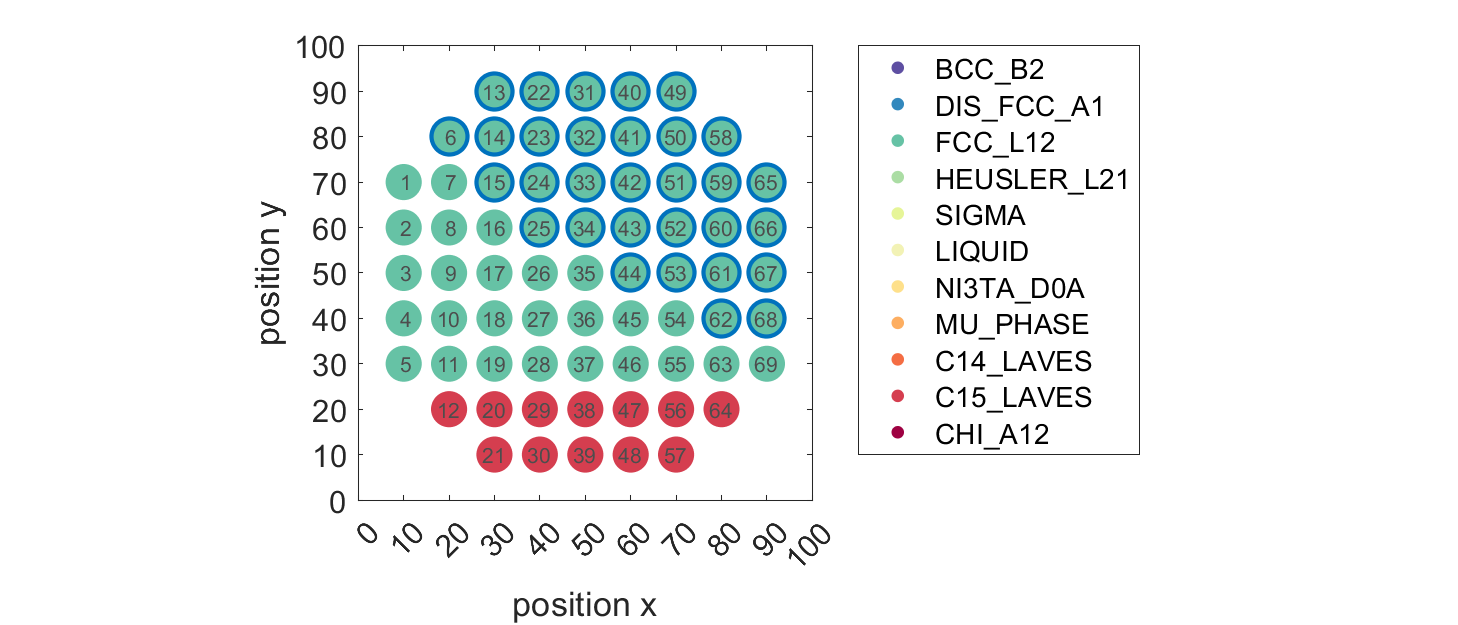 100
90
80
70
60
50
40
30
20
10
0
position y
13 22 31 40 49
6 14 23 32 41 50 58
1 7 15 24 33 42 51 59 65
2 8 16 25 34 43 52 60 66
3 9 17 26 35 44 53 61 67
4 10 18 27 36 45 54 62 68
5 11 19 28 37 46 55 63 69
12 20 29 38 47 56 64
21 30 39 48 57
0 10 20 30 40 50 60 70 80 90 100
position x
BCC_B2
DIS_FCC_A1
FCC_L12
HEUSLER_L21
SIGMA
LIQUID
NI3TA_D0A
MU_PHASE
C14_LAVES
C15_LAVES
CHI_A12